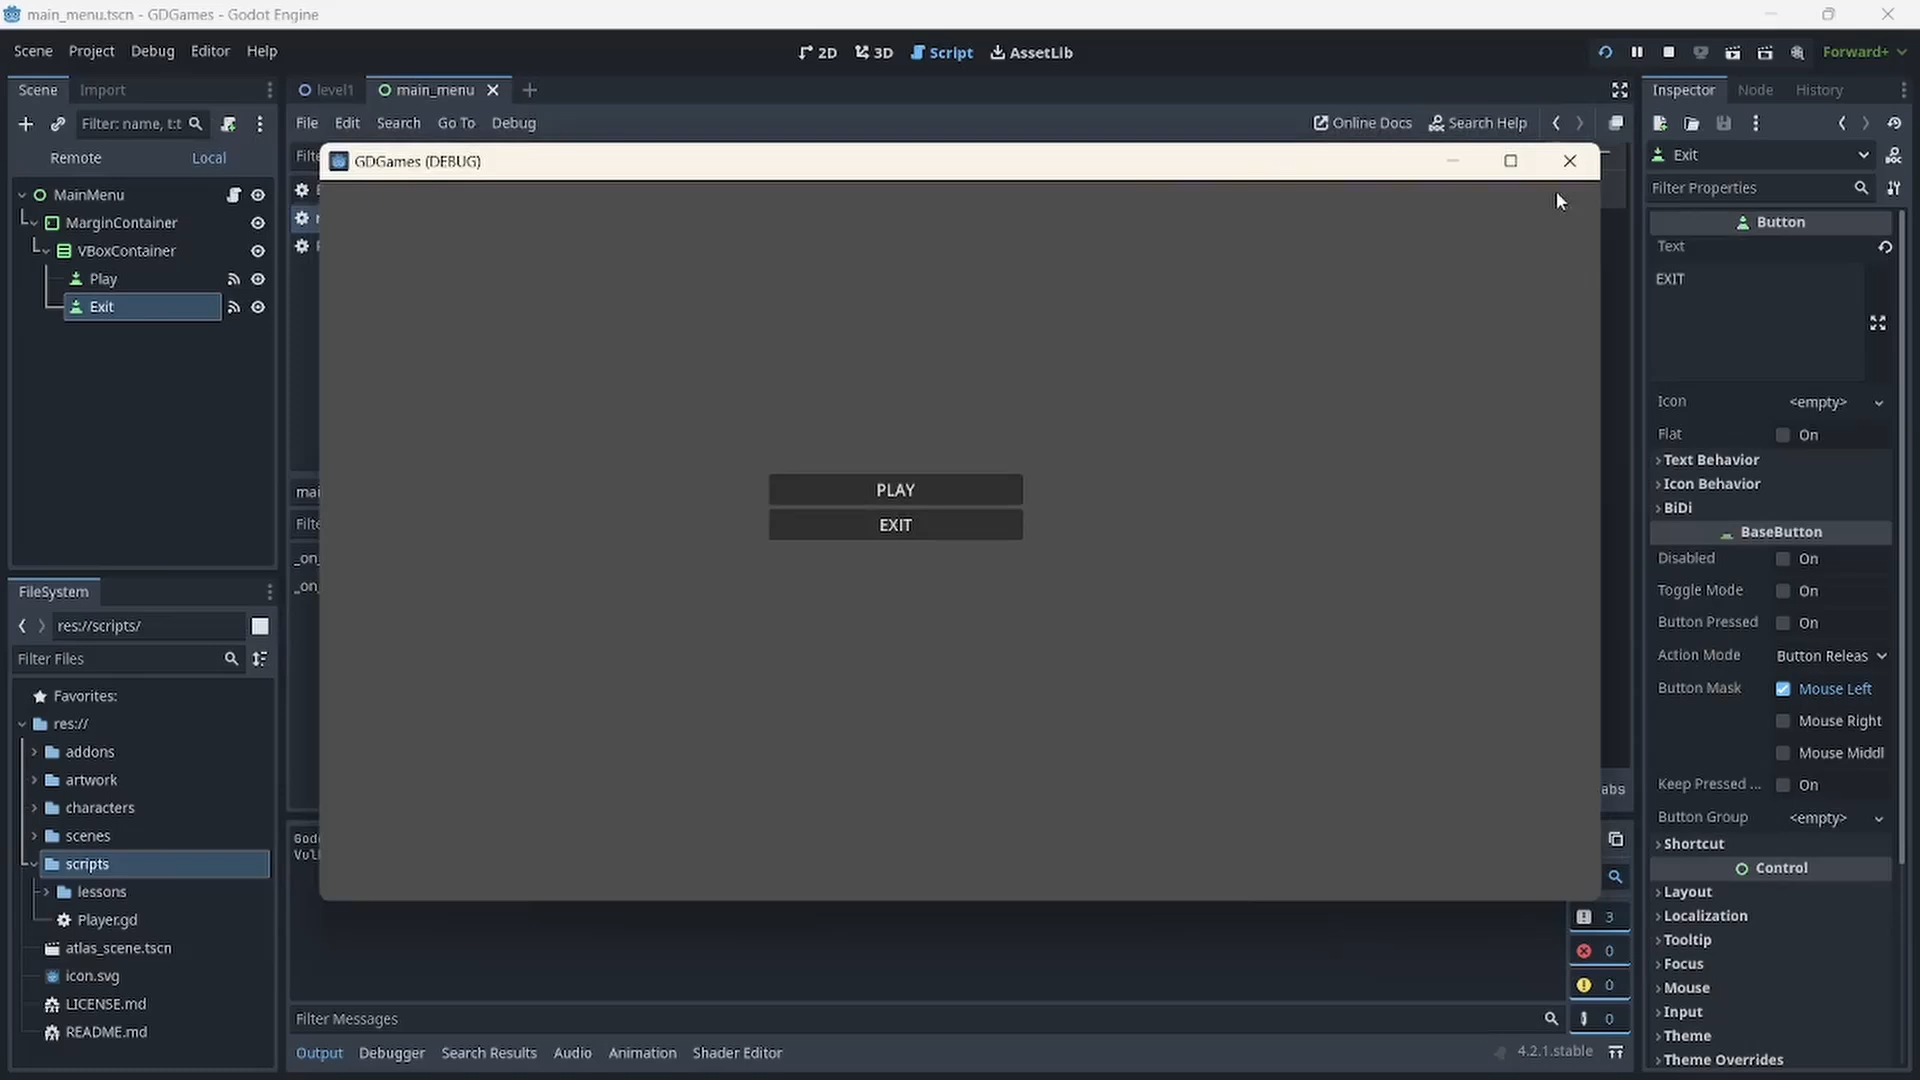 main_menu.tscn - GDGames - Godot Engine
Scene Project Debug Editor Help
2D 3D Script AssetLib
Forward+
Scene Import
level1 main_menu
Inspector Node History
Filter: name, t:t
File Edit Search Go To Debug
Online Docs Search Help
Remote Local
Exit
GDGames (DEBUG)
Filter Properties
MainMenu
MarginContainer
VBoxContainer
Play
Exit
Button
Text
EXIT
Icon <empty>
Flat On
Text Behavior
Icon Behavior
BiDi
BaseButton
Disabled On
Toggle Mode On
Button Pressed On
Action Mode Button Releas
Button Mask Mouse Left
Mouse Right
Mouse Middl
Keep Pressed ... On
Button Group <empty>
Shortcut
Control
Layout
Localization
Tooltip
Focus
Mouse
Input
Theme
Theme Overrides
PLAY
EXIT
Filte
mai
Filte
_on_
_on_
abs
FileSystem
res://scripts/
Filter Files
Favorites:
res://
addons
artwork
characters
scenes
scripts
lessons
Player.gd
atlas_scene.tscn
icon.svg
LICENSE.md
README.md
3
0
0
0
Filter Messages
Output Debugger Search Results Audio Animation Shader Editor
4.2.1.stable